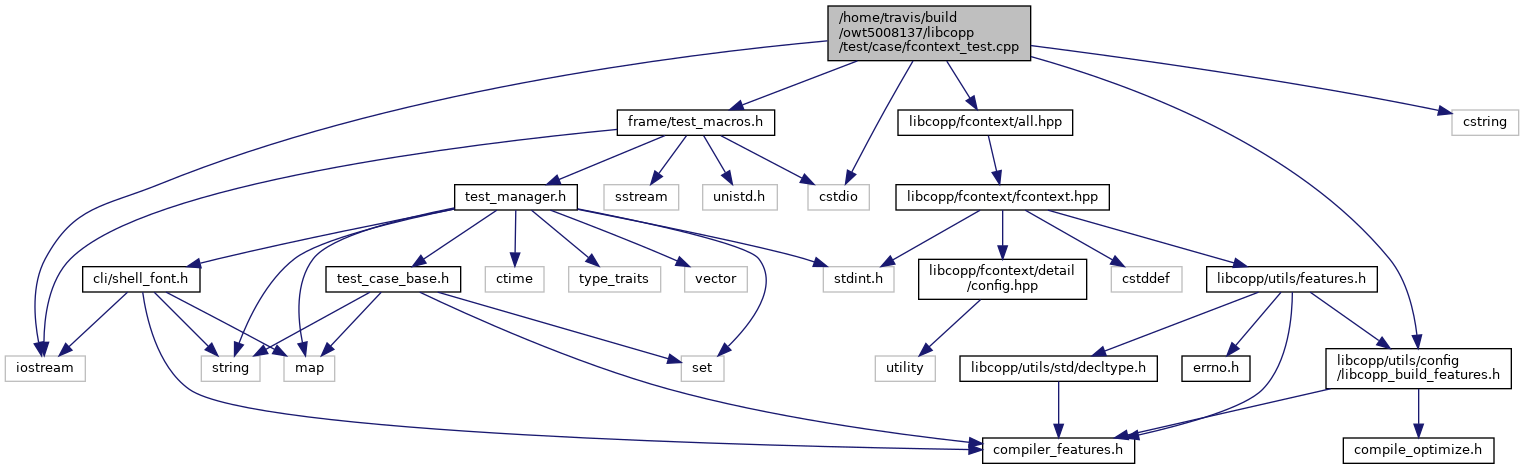 /home/travis/build
/owt5008137/libcopp
/test/case/fcontext_test.cpp
frame/test_macros.h
libcopp/fcontext/all.hpp
cstring
test_manager.h
sstream
unistd.h
cstdio
libcopp/fcontext/fcontext.hpp
cli/shell_font.h
test_case_base.h
ctime
type_traits
vector
stdint.h
libcopp/fcontext/detail
/config.hpp
cstddef
libcopp/utils/features.h
iostream
string
map
set
utility
libcopp/utils/std/decltype.h
errno.h
libcopp/utils/config
/libcopp_build_features.h
compiler_features.h
compile_optimize.h